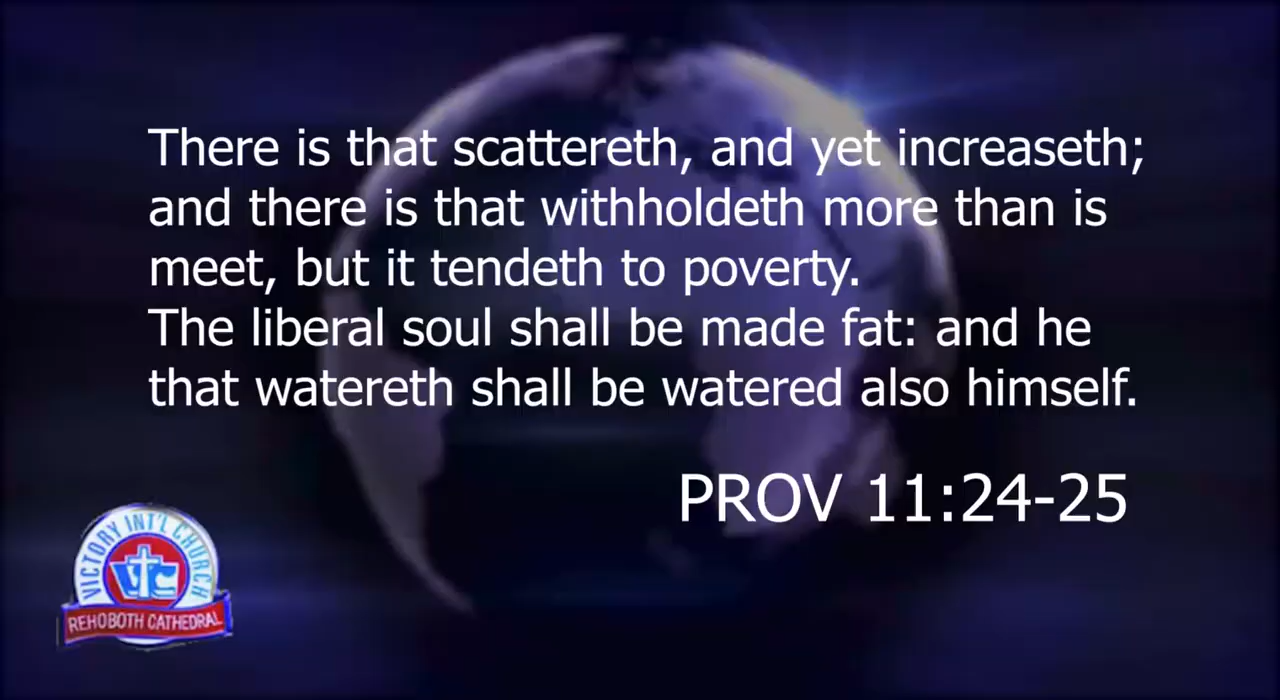 There is that scattereth, and yet increaseth;
and there is that withholdeth more than is
meet, but it tendeth to poverty.
The liberal soul shall be made fat: and he
that watereth shall be watered also himself.
PROV 11:24-25
VICTORY INT'L CHURCH
VIC
REHOBOTH CATHEDRAL